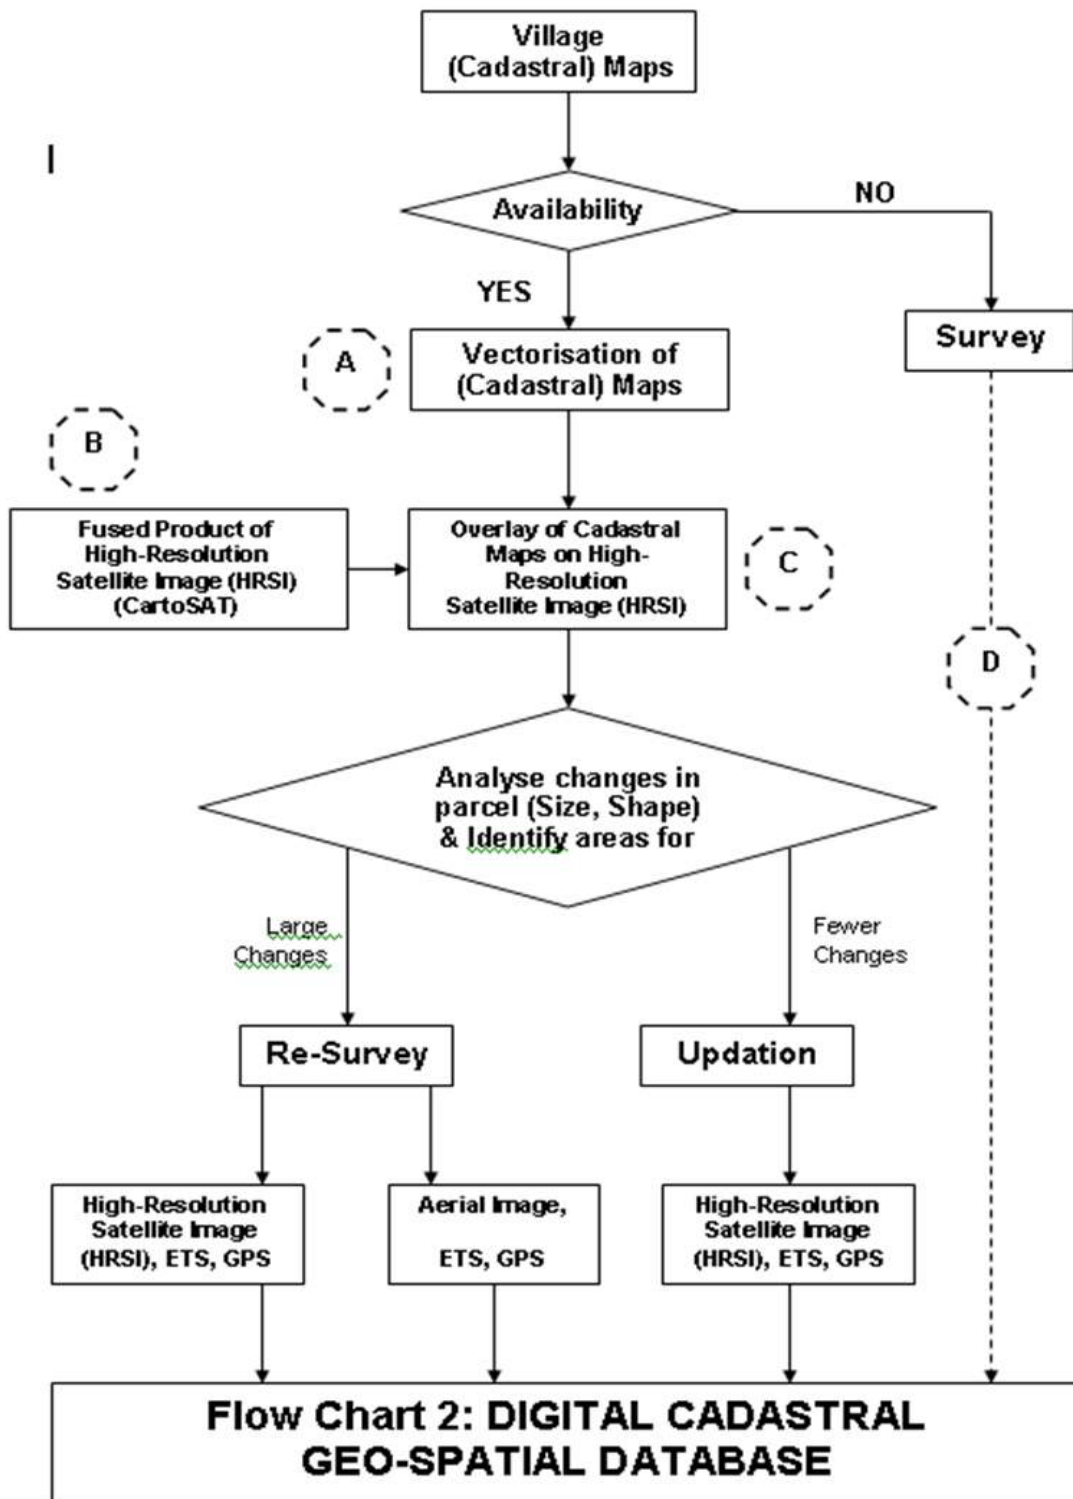 Village
(Cadastral) Maps
|
Availability
NO
YES
Vectorisation of
(Cadastral) Maps
Survey
A
B
Fused Product of
High-Resolution
Satellite Image (HRSI)
(CartoSAT)
Overlay of Cadastral
Maps on High-
Resolution
Satellite Image (HRSI)
C
D
Analyse changes in
parcel (Size, Shape)
& Identify areas for
Large
Changes
Fewer
Changes
Re-Survey
Updation
High-Resolution
Satellite Image
(HRSI), ETS, GPS
Aerial Image,
ETS, GPS
High-Resolution
Satellite Image
(HRSI), ETS, GPS
Flow Chart 2: DIGITAL CADASTRAL
GEO-SPATIAL DATABASE